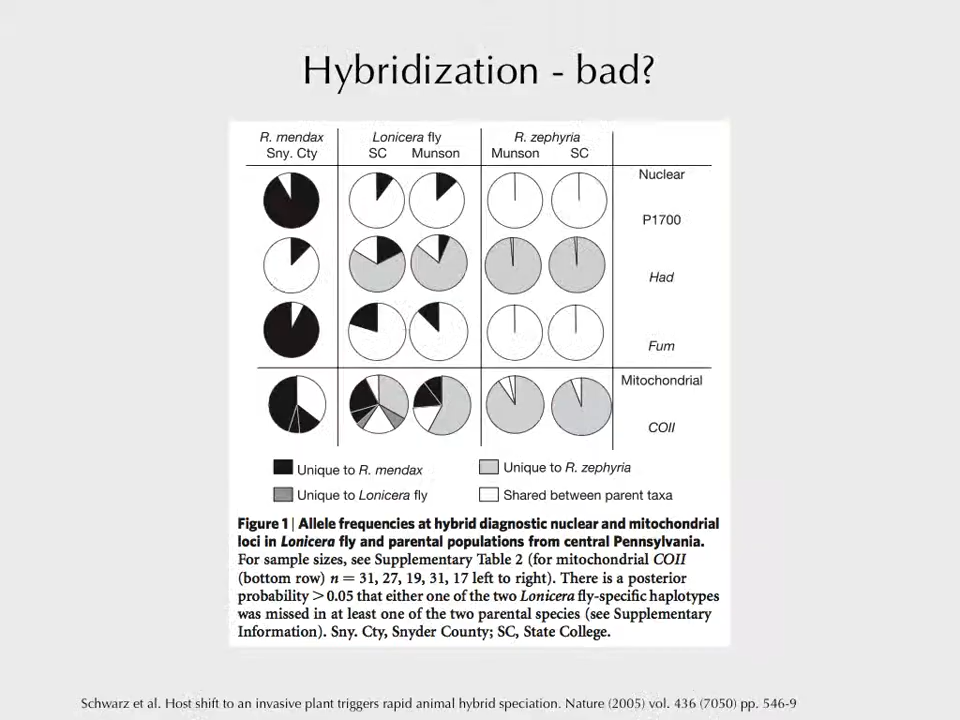 Hybridization - bad?
R. mendax Lonicera fly R. zephyria
Sny. Cty SC Munson Munson SC
Nuclear
P1700
Had
Fum
Mitochondrial
COII
Unique to R. mendax Unique to R. zephyria
Unique to Lonicera fly Shared between parent taxa
Figure 1 | Allele frequencies at hybrid diagnostic nuclear and mitochondrial
loci in Lonicera fly and parental populations from central Pennsylvania.
For sample sizes, see Supplementary Table 2 (for mitochondrial COII
(bottom row) n = 31, 27, 19, 31, 17 left to right). There is a posterior
probability > 0.05 that either one of the two Lonicera fly-specific haplotypes
was missed in at least one of the two parental species (see Supplementary
Information). Sny. Cty, Snyder County; SC, State College.
Schwarz et al. Host shift to an invasive plant triggers rapid animal hybrid speciation. Nature (2005) vol. 436 (7050) pp. 546-9